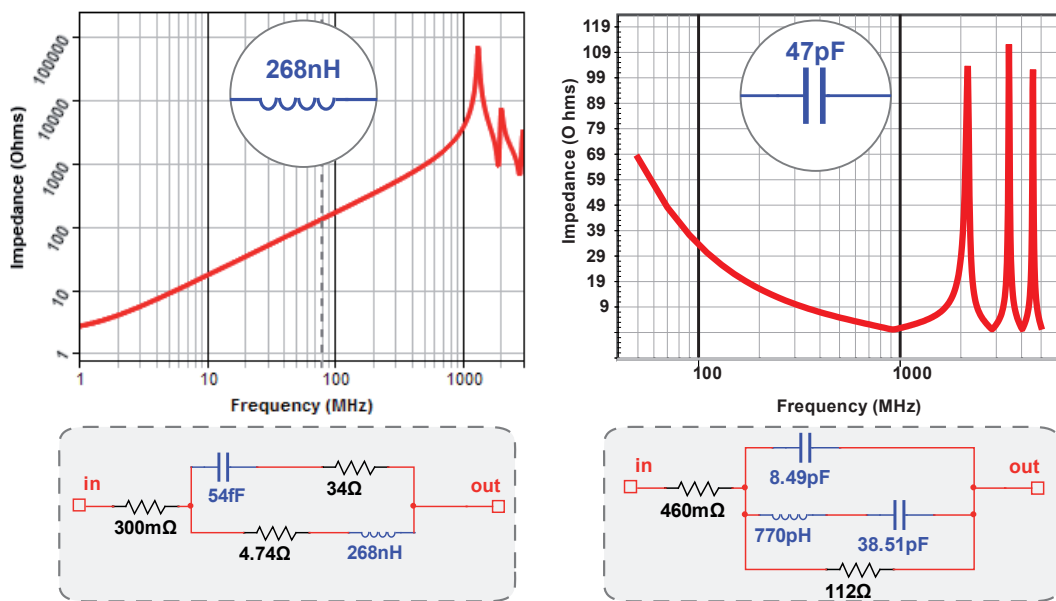 268nH
Impedance (Ohms)
100000
10000
1000
100
10
1
1
10
100
1000
Frequency (MHz)
47pF
Impedance (O hms)
119
109
99
89
79
69
59
49
39
29
19
9
100
1000
Frequency (MHz)
in
300mΩ
54fF
34Ω
4.74Ω
268nH
out
in
460mΩ
8.49pF
770pH
38.51pF
112Ω
out